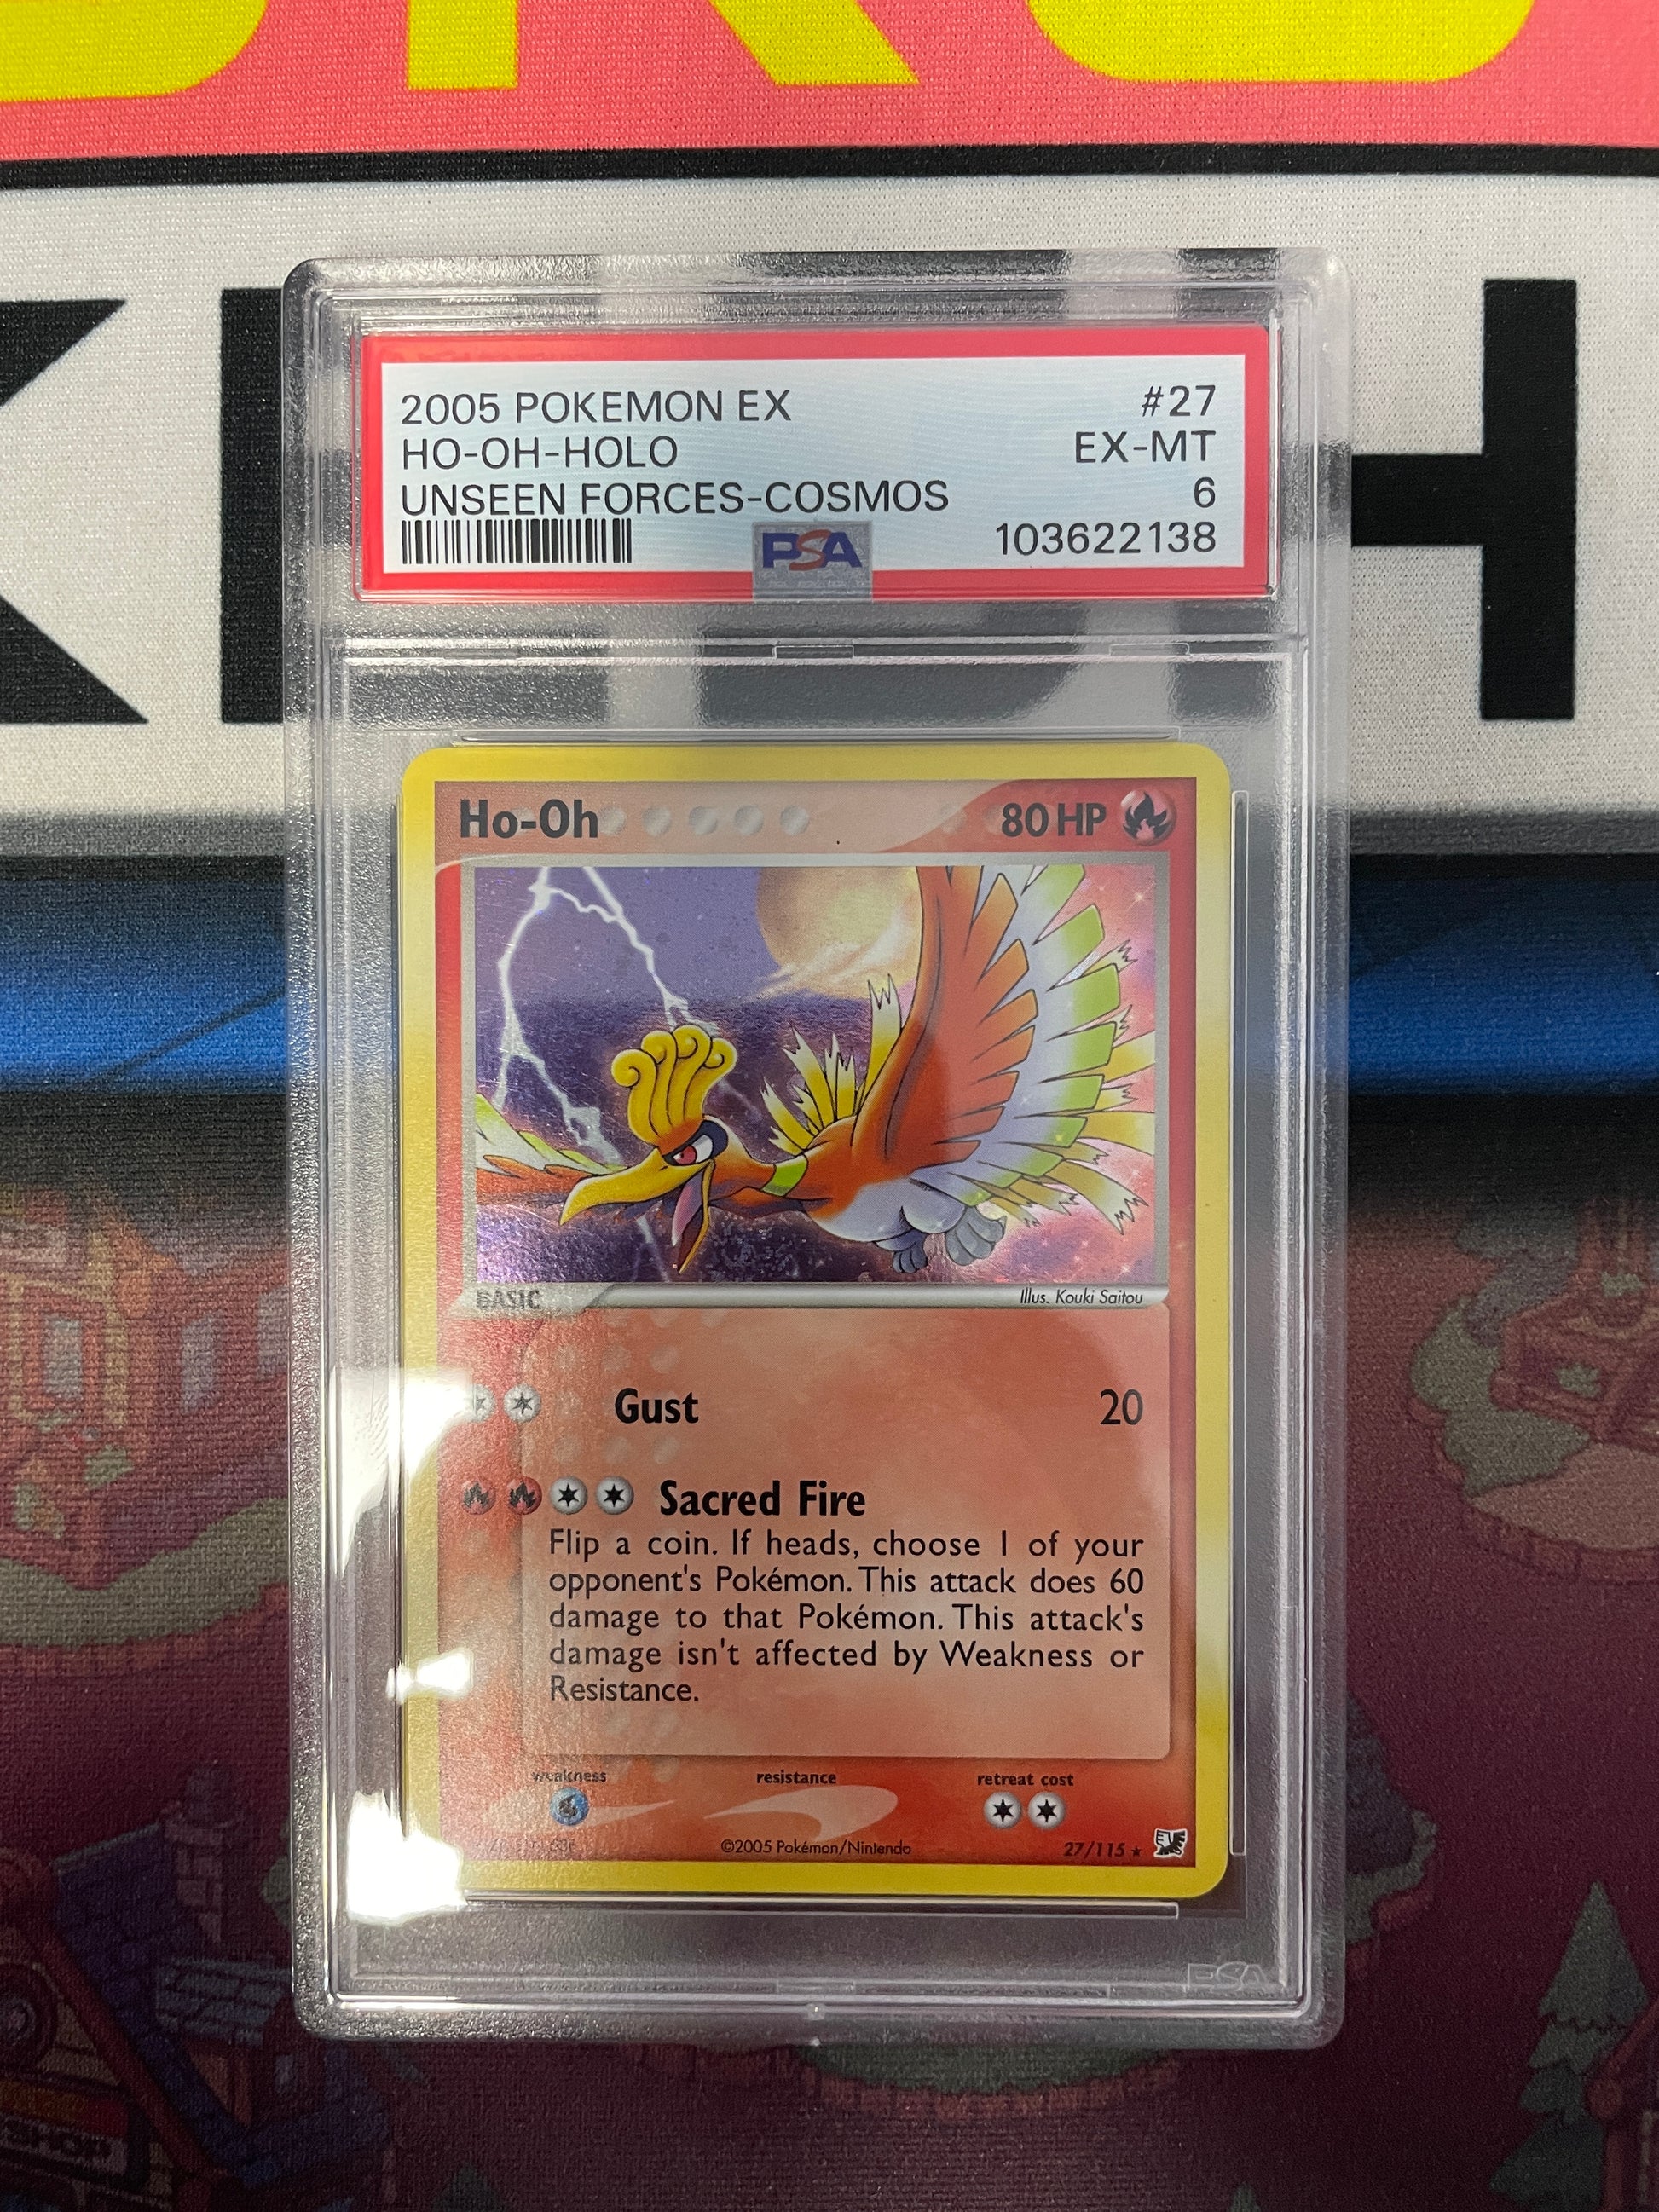 2005 POKEMON EX #27
HO-OH-HOLO EX-MT
UNSEEN FORCES-COSMOS 6
PSA 103622138
Ho-Oh 80 HP
BASIC Illus. Kouki Saitou
Gust 20
Sacred Fire
Flip a coin. If heads, choose 1 of your
opponent's Pokémon. This attack does 60
damage to that Pokémon. This attack's
damage isn't affected by Weakness or
Resistance.
weakness resistance retreat cost
©2005 Pokémon/Nintendo 27/115
PSA
SHOP